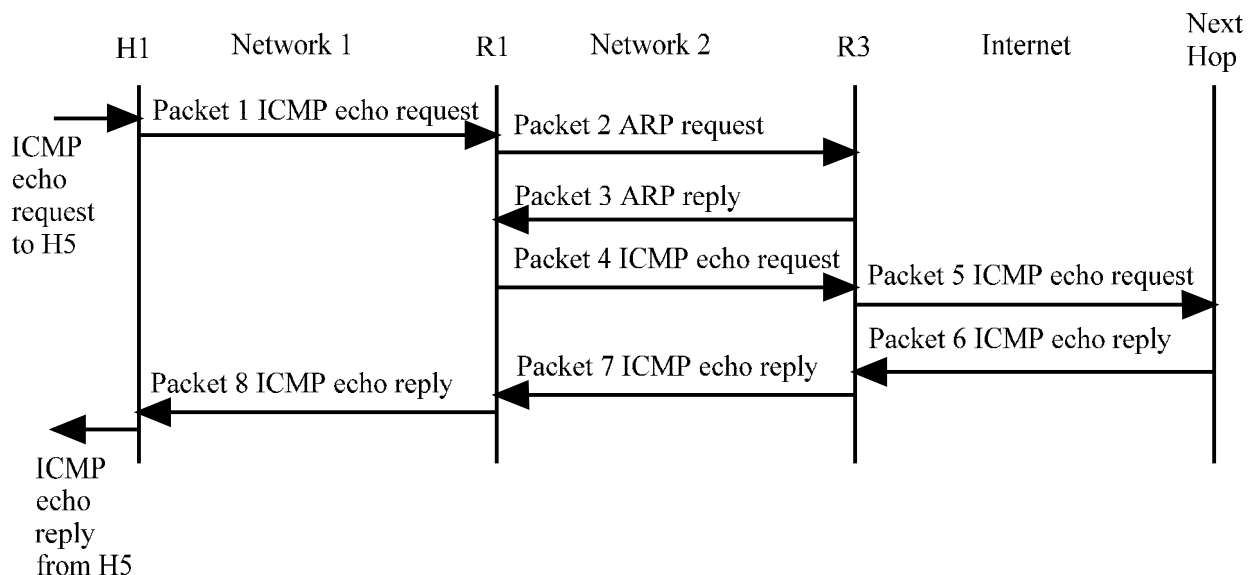 H1
Network 1
R1
Network 2
R3
Internet
Next
Hop
Packet 1 ICMP echo request
ICMP
echo
request
to H5
Packet 2 ARP request
Packet 3 ARP reply
Packet 4 ICMP echo request
Packet 5 ICMP echo request
Packet 6 ICMP echo reply
Packet 7 ICMP echo reply
Packet 8 ICMP echo reply
ICMP
echo
reply
from H5